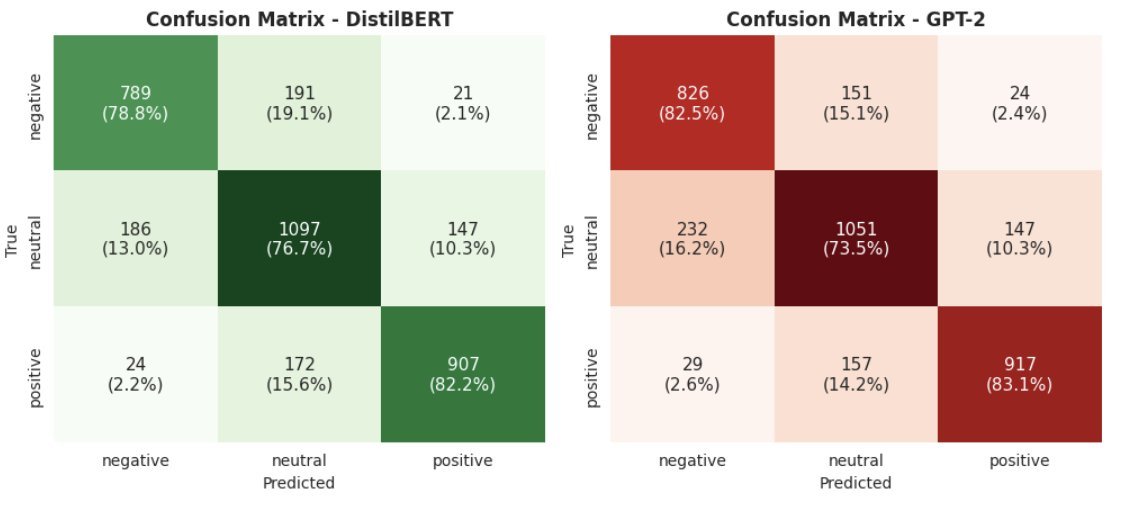 Confusion Matrix - DistilBERT
negative
789
(78.8%)
191
(19.1%)
21
(2.1%)
True
neutral
186
(13.0%)
1097
(76.7%)
147
(10.3%)
positive
24
(2.2%)
172
(15.6%)
907
(82.2%)
negative
neutral
positive
Predicted
Confusion Matrix - GPT-2
negative
826
(82.5%)
151
(15.1%)
24
(2.4%)
True
neutral
232
(16.2%)
1051
(73.5%)
147
(10.3%)
positive
29
(2.6%)
157
(14.2%)
917
(83.1%)
negative
neutral
positive
Predicted